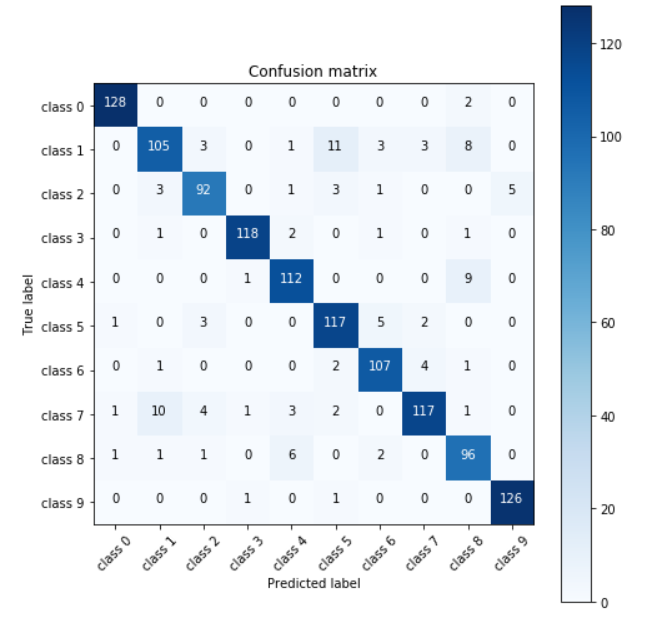 Confusion matrix
class 0 128 0 0 0 0 0 0 0 2 0
class 1 0 105 3 0 1 11 3 3 8 0
class 2 0 3 92 0 1 3 1 0 0 5
class 3 0 1 0 118 2 0 1 0 1 0
class 4 0 0 0 1 112 0 0 0 9 0
class 5 1 0 3 0 0 117 5 2 0 0
class 6 0 1 0 0 0 2 107 4 1 0
class 7 1 10 4 1 3 2 0 117 1 0
class 8 1 1 1 0 6 0 2 0 96 0
class 9 0 0 0 1 0 1 0 0 0 126
class 0 class 1 class 2 class 3 class 4 class 5 class 6 class 7 class 8 class 9
Predicted label
True label
120
100
80
60
40
20
0